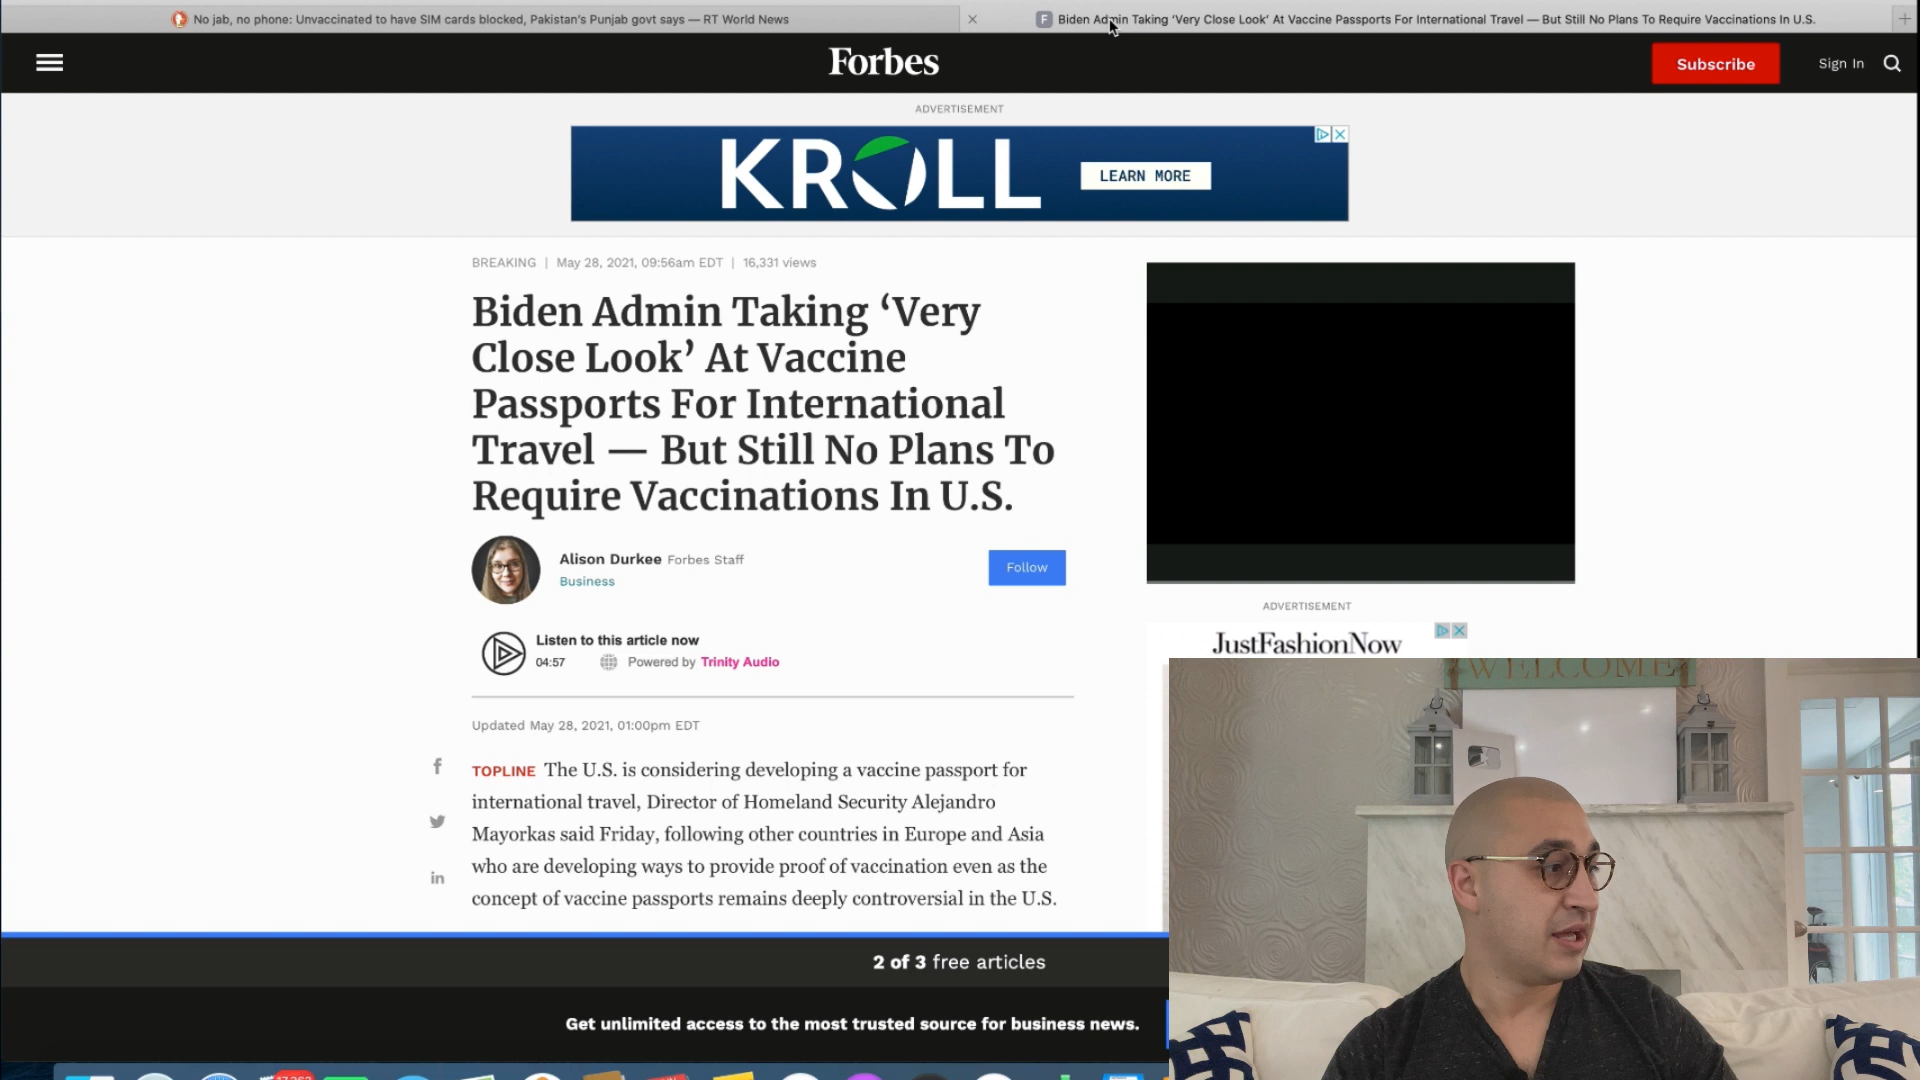 No jab, no phone: Unvaccinated to have SIM cards blocked, Pakistan's Punjab govt says — RT World News
F Biden Admin Taking 'Very Close Look' At Vaccine Passports For International Travel — But Still No Plans To Require Vaccinations In U.S.
Forbes
Subscribe
Sign In
ADVERTISEMENT
KROLL
LEARN MORE
BREAKING | May 28, 2021, 09:56am EDT | 16,331 views
Biden Admin Taking ‘Very
Close Look’ At Vaccine
Passports For International
Travel — But Still No Plans To
Require Vaccinations In U.S.
Alison Durkee Forbes Staff
Business
Follow
Listen to this article now
04:57 Powered by Trinity Audio
Updated May 28, 2021, 01:00pm EDT
TOPLINE The U.S. is considering developing a vaccine passport for
international travel, Director of Homeland Security Alejandro
Mayorkas said Friday, following other countries in Europe and Asia
who are developing ways to provide proof of vaccination even as the
concept of vaccine passports remains deeply controversial in the U.S.
f
in
ADVERTISEMENT
JustFashionNow
WELCOME
2 of 3 free articles
Get unlimited access to the most trusted source for business news.